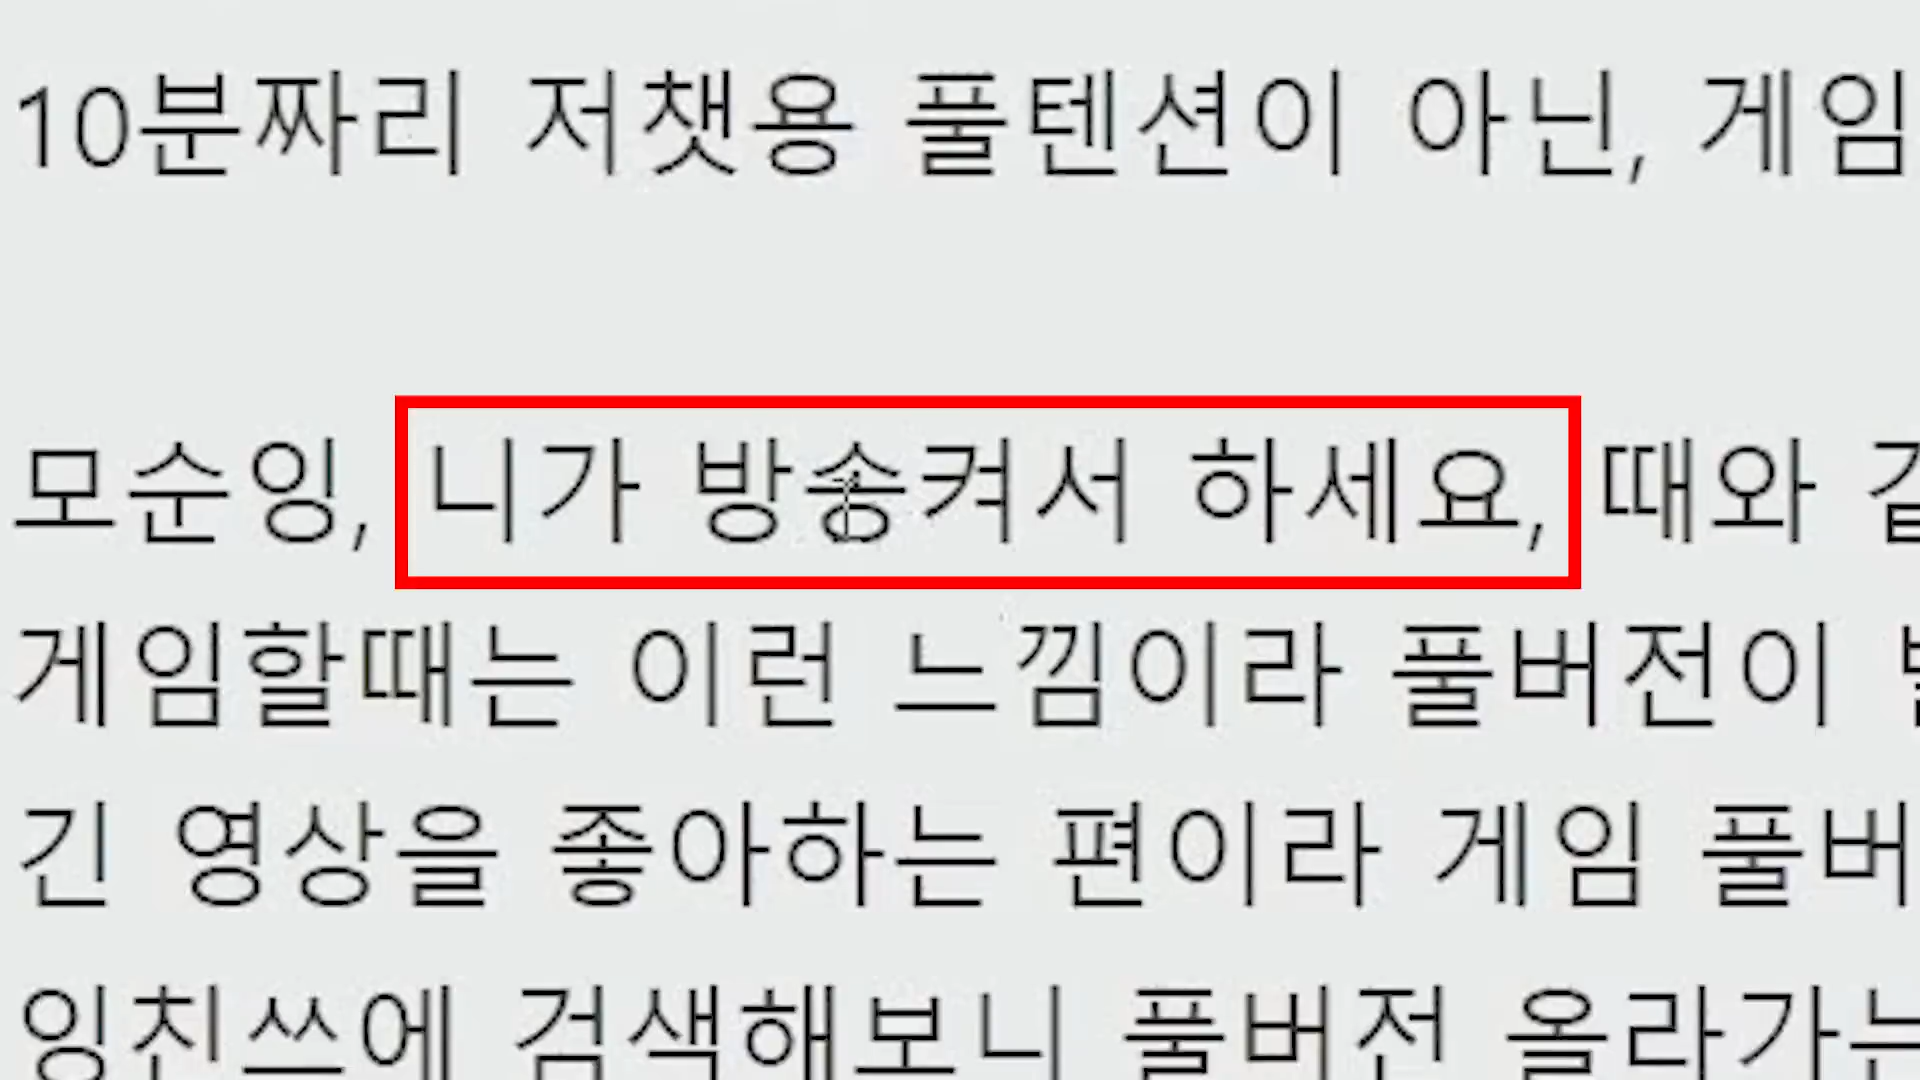 10분짜리 저챗용 풀텐션이 아닌, 게임
모순잉, 니가 방송켜서 하세요, 때와
게임할때는 이런 느낌이라 풀버전이
긴 영상을 좋아하는 편이라 게임 풀버
잉친쓰에 검색해보니 풀버전 올라가는